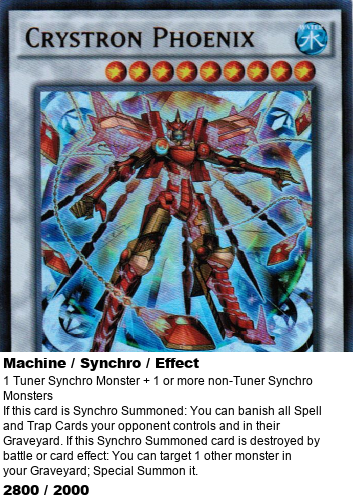 CRYSTRON PHOENIX
WATER
水
Machine / Synchro / Effect
1 Tuner Synchro Monster + 1 or more non-Tuner Synchro
Monsters
If this card is Synchro Summoned: You can banish all Spell
and Trap Cards your opponent controls and in their
Graveyard. If this Synchro Summoned card is destroyed by
battle or card effect: You can target 1 other monster in
your Graveyard; Special Summon it.
2800 / 2000